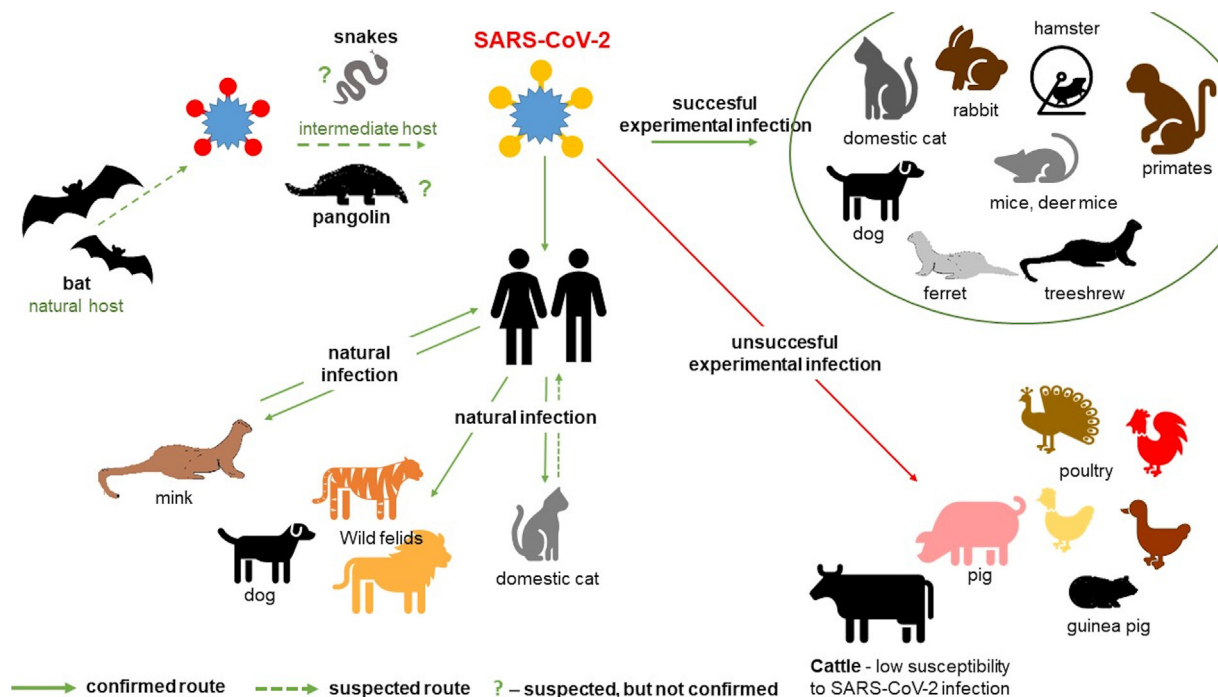 snakes
?
SARS-CoV-2
intermediate host
pangolin
?
bat
natural host
succesful
experimental infection
domestic cat
rabbit
hamster
primates
mice, deer mice
dog
ferret
treeshrew
natural
infection
natural infection
unsuccesful
experimental infection
mink
Wild felids
dog
domestic cat
poultry
pig
guinea pig
Cattle - low susceptibility
to SARS-CoV-2 infection
confirmed route
suspected route
? – suspected, but not confirmed